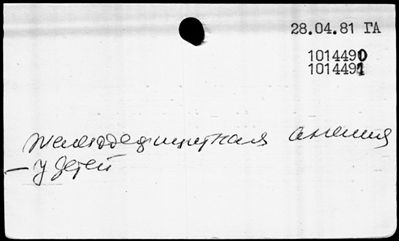 28.04.81 ГА
1014490
1014491
железодефицитная анемия
– у детей